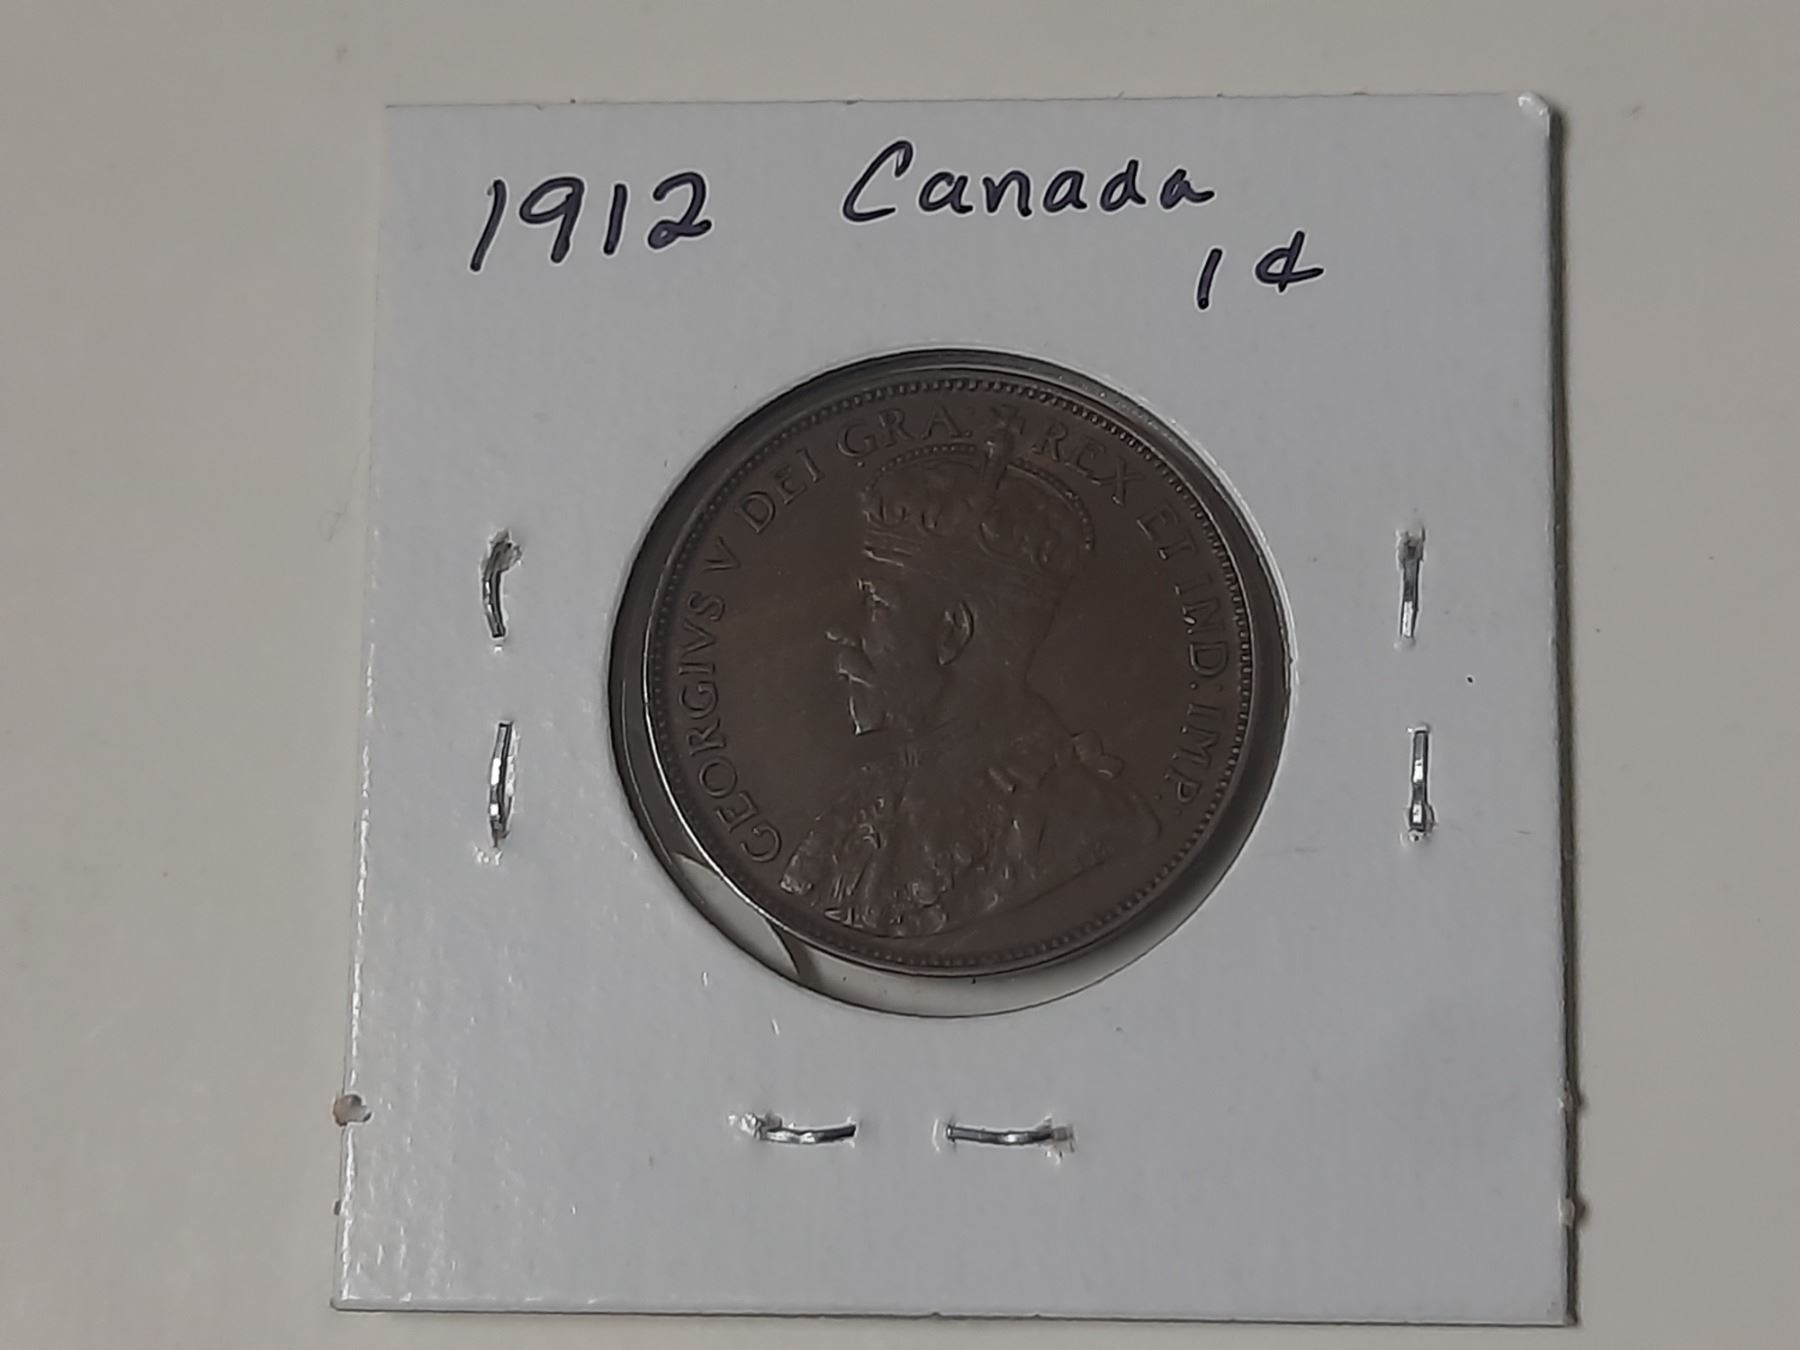 1912 Canada
1¢
GEORGIVS V DEI GRA: REX ET IND: IMP: